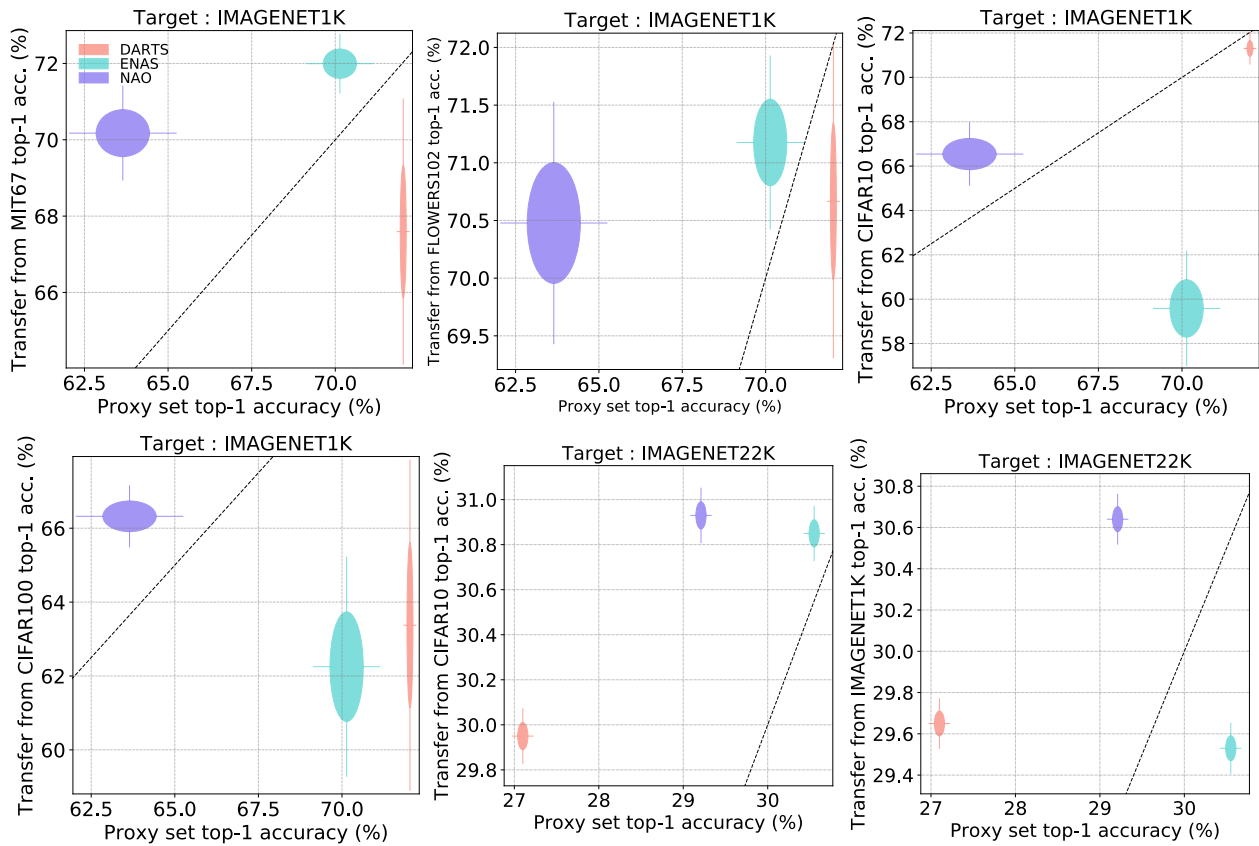 Target : IMAGENET1K
Transfer from MIT67 top-1 acc. (%)
72
70
68
66
DARTS
ENAS
NAO
62.5 65.0 67.5 70.0
Proxy set top-1 accuracy (%)
Target : IMAGENET1K
Transfer from FLOWERS102 top-1 acc. (%)
72.0
71.5
71.0
70.5
70.0
69.5
62.5 65.0 67.5 70.0
Proxy set top-1 accuracy (%)
Target : IMAGENET1K
Transfer from CIFAR10 top-1 acc. (%)
72
71
68
66
64
62
60
58
62.5 65.0 67.5 70.0
Proxy set top-1 accuracy (%)
Target : IMAGENET1K
Transfer from CIFAR100 top-1 acc. (%)
66
64
62
60
62.5 65.0 67.5 70.0
Proxy set top-1 accuracy (%)
Target : IMAGENET22K
Transfer from CIFAR10 top-1 acc. (%)
31.0
30.8
30.6
30.4
30.2
30.0
29.8
27 28 29 30
Proxy set top-1 accuracy (%)
Target : IMAGENET22K
Transfer from IMAGENET1K top-1 acc. (%)
30.8
30.6
30.4
30.2
30.0
29.8
29.6
29.4
27 28 29 30
Proxy set top-1 accuracy (%)